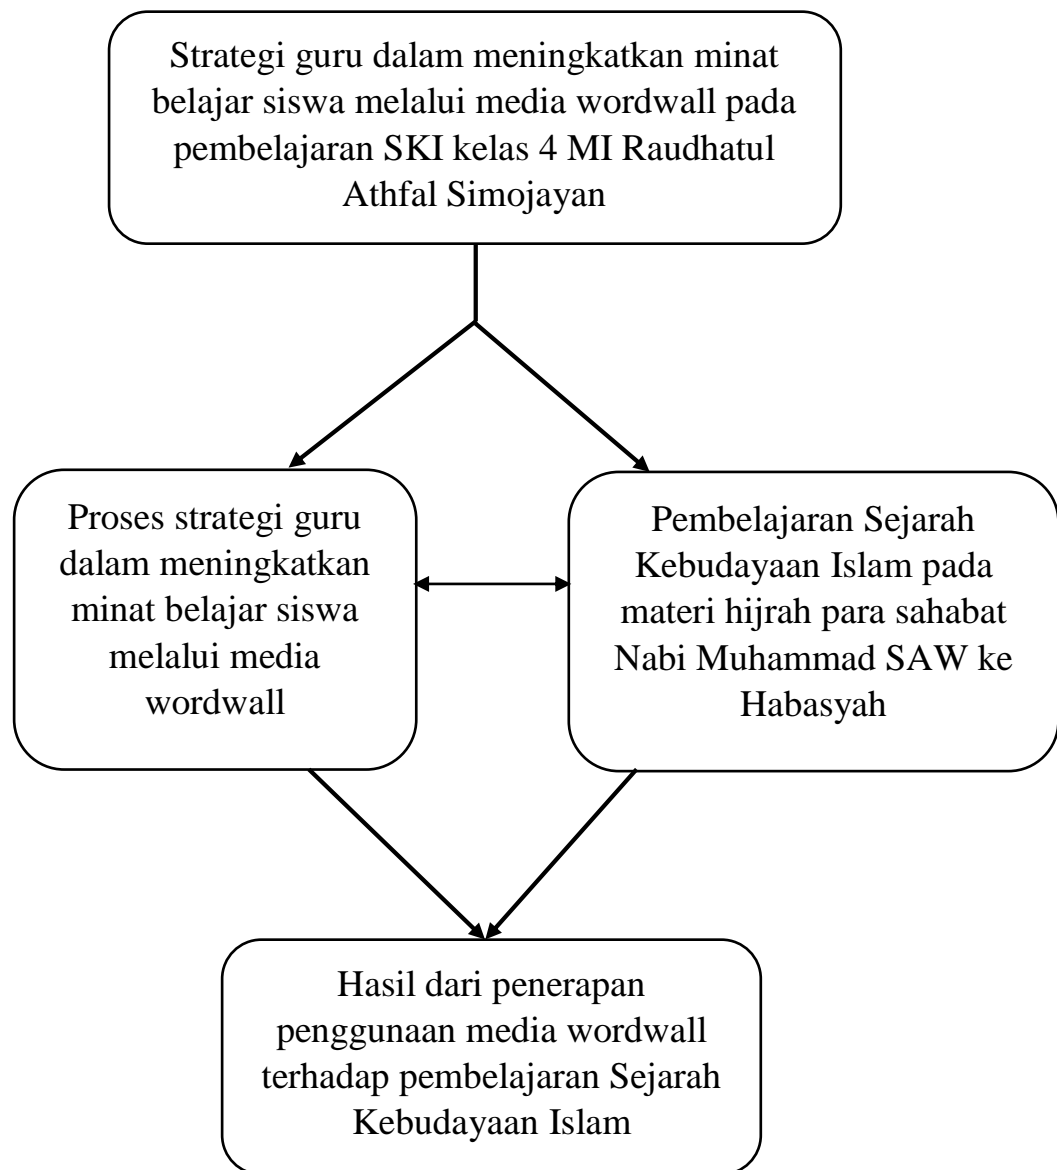 Strategi guru dalam meningkatkan minat
belajar siswa melalui media wordwall pada
pembelajaran SKI kelas 4 MI Raudhatul
Athfal Simojayan
Proses strategi guru
dalam meningkatkan
minat belajar siswa
melalui media
wordwall
Pembelajaran Sejarah
Kebudayaan Islam pada
materi hijrah para sahabat
Nabi Muhammad SAW ke
Habasyah
Hasil dari penerapan
penggunaan media wordwall
terhadap pembelajaran Sejarah
Kebudayaan Islam